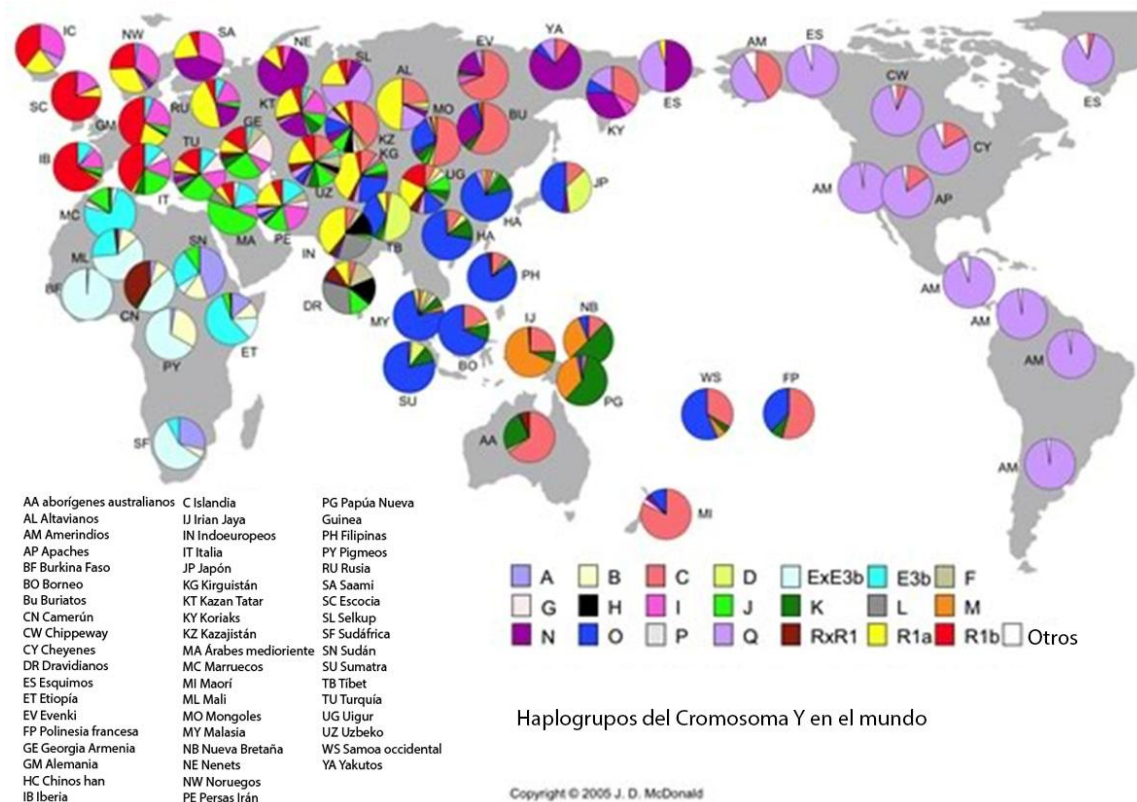 IC
NW
SA
NE
SL
EV
YA
AM
ES
SC
RU
KT
AL
MO
BU
KY
ES
CW
ES
GM
TU
GE
KZ
KG
CY
IB
IT
UZ
UG
JP
AM
AP
MC
MA
PE
IN
TB
HA
HA
ML
SN
DR
PH
AM
BF
CN
ET
MY
BO
IJ
NB
AM
PY
SU
PG
AM
WS
FP
SF
AA
AM
MI
AA aborígenes australianos
AL Altavianos
AM Amerindios
AP Apaches
BF Burkina Faso
BO Borneo
Bu Buriatos
CN Camerún
CW Chippeway
CY Cheyenes
DR Dravidianos
ES Esquimos
ET Etiopía
EV Evenki
FP Polinesia francesa
GE Georgia Armenia
GM Alemania
HC Chinos han
IB Iberia
C Islandia
IJ Irian Jaya
IN Indoeuropeos
IT Italia
JP Japón
KG Kirguistán
KT Kazan Tatar
KY Koriaks
KZ Kazajistán
MA Árabes medioriente
MC Marruecos
MI Maorí
ML Mali
MO Mongoles
MY Malasia
NB Nueva Bretaña
NE Nenets
NW Noruegos
PE Persas Irán
PG Papúa Nueva
Guinea
PH Filipinas
PY Pigmeos
RU Rusia
SA Saami
SC Escocia
SL Selkup
SF Sudáfrica
SN Sudán
SU Sumatra
TB Tíbet
TU Turquía
UG Uigur
UZ Uzbeko
WS Samoa occidental
YA Yakutos
A B C D ExE3b E3b F
G H I J K L M
N O P Q RxR1 R1a R1b Otros
Haplogrupos del Cromosoma Y en el mundo
Copyright © 2005 J. D. McDonald